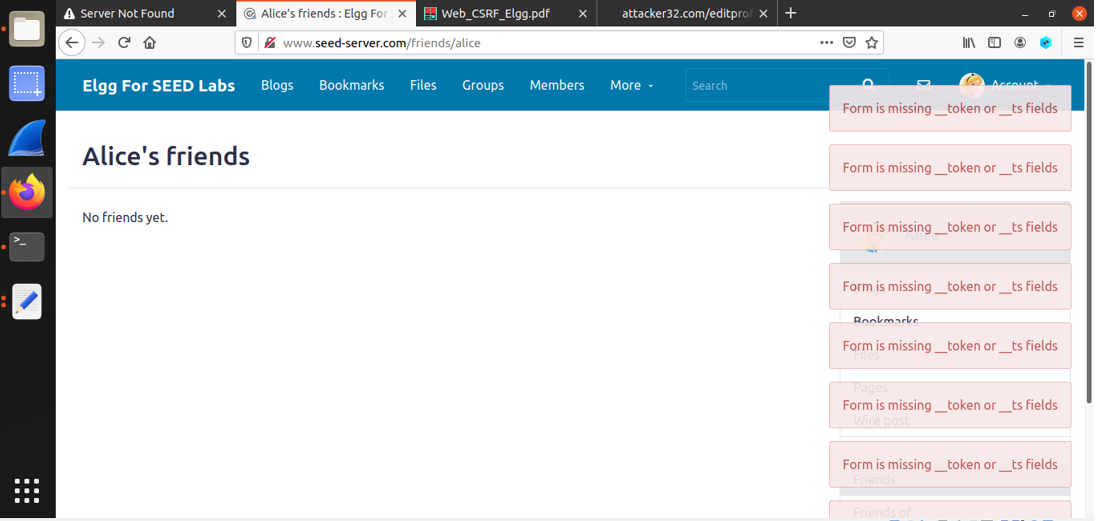 Server Not Found
Alice's friends : Elgg For S
Web_CSRF_Elgg.pdf
attacker32.com/editprof
www.seed-server.com/friends/alice
Elgg For SEED Labs Blogs Bookmarks Files Groups Members More Search Account
Alice's friends
No friends yet.
Form is missing __token or __ts fields
Form is missing __token or __ts fields
Form is missing __token or __ts fields
Alice
Form is missing __token or __ts fields
Bookmarks
Form is missing __token or __ts fields
Files
Pages
Form is missing __token or __ts fields
Wire post
Form is missing __token or __ts fields
Friends
Friends of